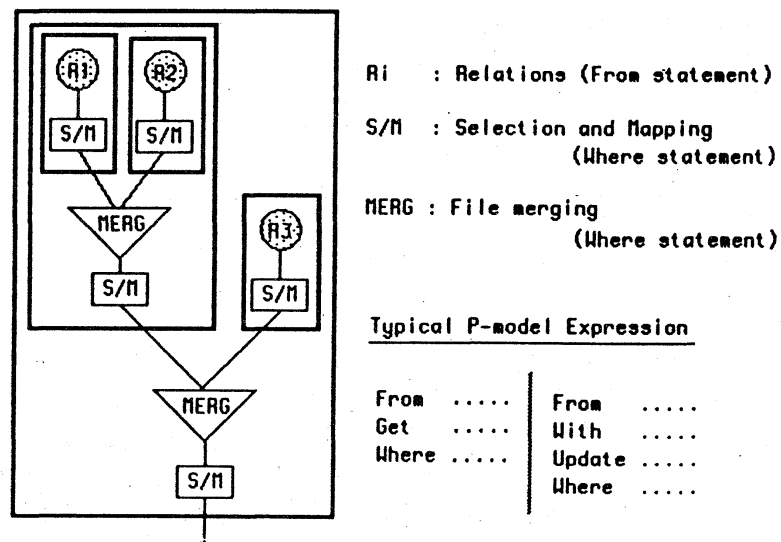 R1 R2
S/M S/M
MERG
R3
S/M S/M
MERG
S/M
Ri : Relations (From statement)
S/M : Selection and Mapping
(Where statement)
MERG : File merging
(Where statement)
Typical P-model Expression
From .....
Get .....
Where .....
From .....
With .....
Update .....
Where .....